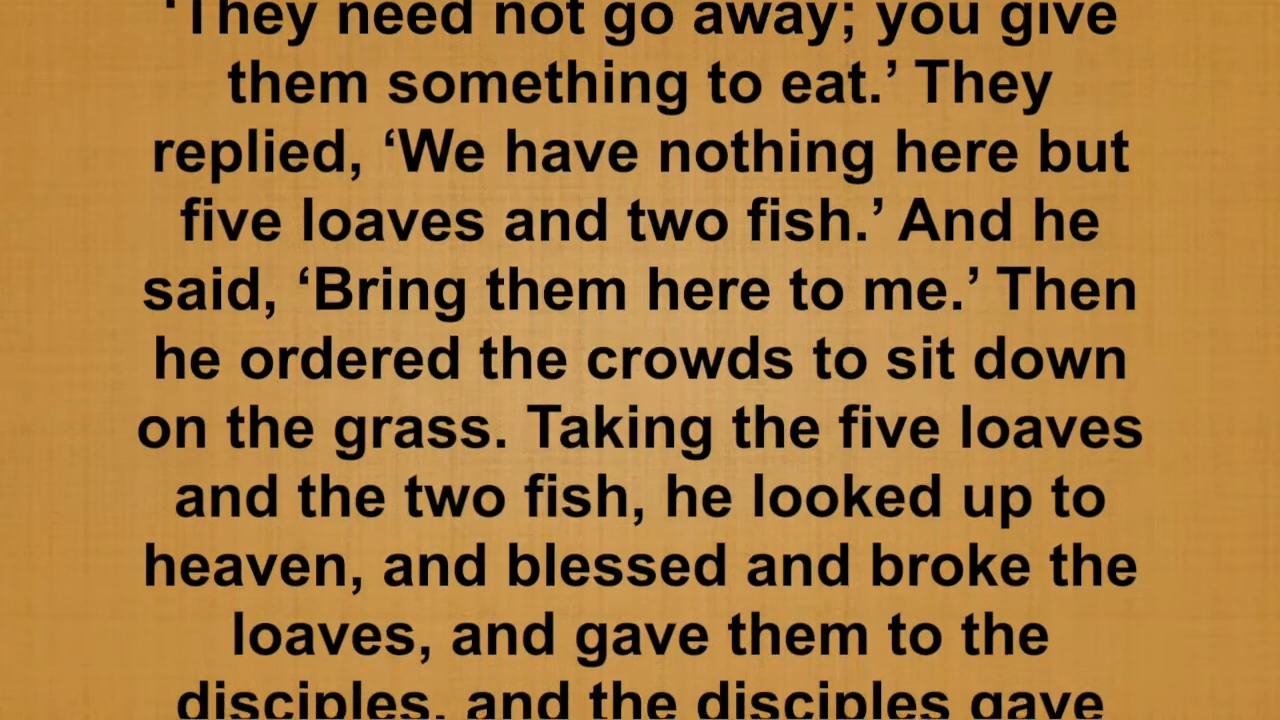 ‘They need not go away; you give
them something to eat.’ They
replied, ‘We have nothing here but
five loaves and two fish.’ And he
said, ‘Bring them here to me.’ Then
he ordered the crowds to sit down
on the grass. Taking the five loaves
and the two fish, he looked up to
heaven, and blessed and broke the
loaves, and gave them to the
disciples, and the disciples gave